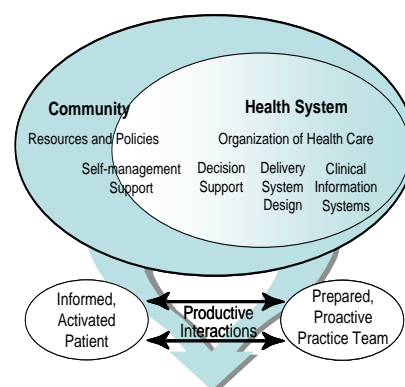 Community
Resources and Policies
Health System
Organization of Health Care
Self-management
Support
Decision
Support
Delivery
System
Design
Clinical
Information
Systems
Informed,
Activated
Patient
Productive
Interactions
Prepared,
Proactive
Practice Team